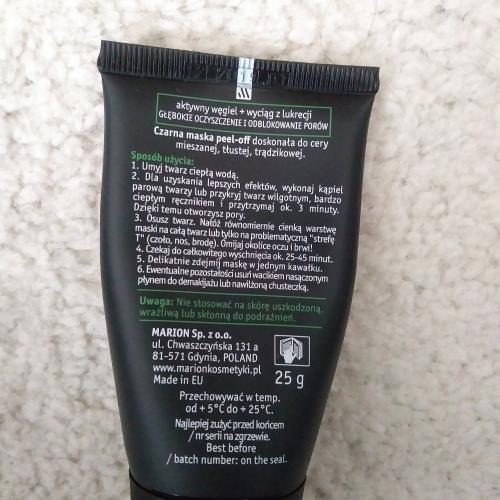 aktywny węgiel + wyciąg z lukrecji
GŁĘBOKIE OCZYSZCZENIE I ODBLOKOWANIE PORÓW
Czarna maska peel-off doskonała do cery
mieszanej, tłustej, trądzikowej.
Sposób użycia:
1. Umyj twarz ciepłą wodą.
2. Dla uzyskania lepszych efektów, wykonaj kąpiel
parową twarzy lub przykryj twarz wilgotnym, bardzo
ciepłym ręcznikiem i przytrzymaj ok. 3 minuty.
Dzięki temu otworzysz pory.
3. Osusz twarz. Nałóż równomiernie cienką warstwę
maski na całą twarz lub tylko na problematyczną "strefę
T" (czoło, nos, brodę). Omijaj okolice oczu i brwi!
4. Czekaj do całkowitego wyschnięcia ok. 25-45 minut.
5. Delikatnie zdejmij maskę w jednym kawałku.
6. Ewentualne pozostałości usuń wacikiem nasączonym
płynem do demakijażu lub nawilżoną chusteczką.
Uwaga: Nie stosować na skórę uszkodzoną,
wrażliwą lub skłonną do podrażnień.
MARION Sp. z o.o.
ul. Chwaszczyńska 131 a
81-571 Gdynia, POLAND
www.marionkosmetyki.pl
Made in EU
25 g
Przechowywać w temp.
od + 5°C do + 25°C.
Najlepiej zużyć przed końcem
/ nr serii na zgrzewie.
Best before
/ batch number: on the seal.